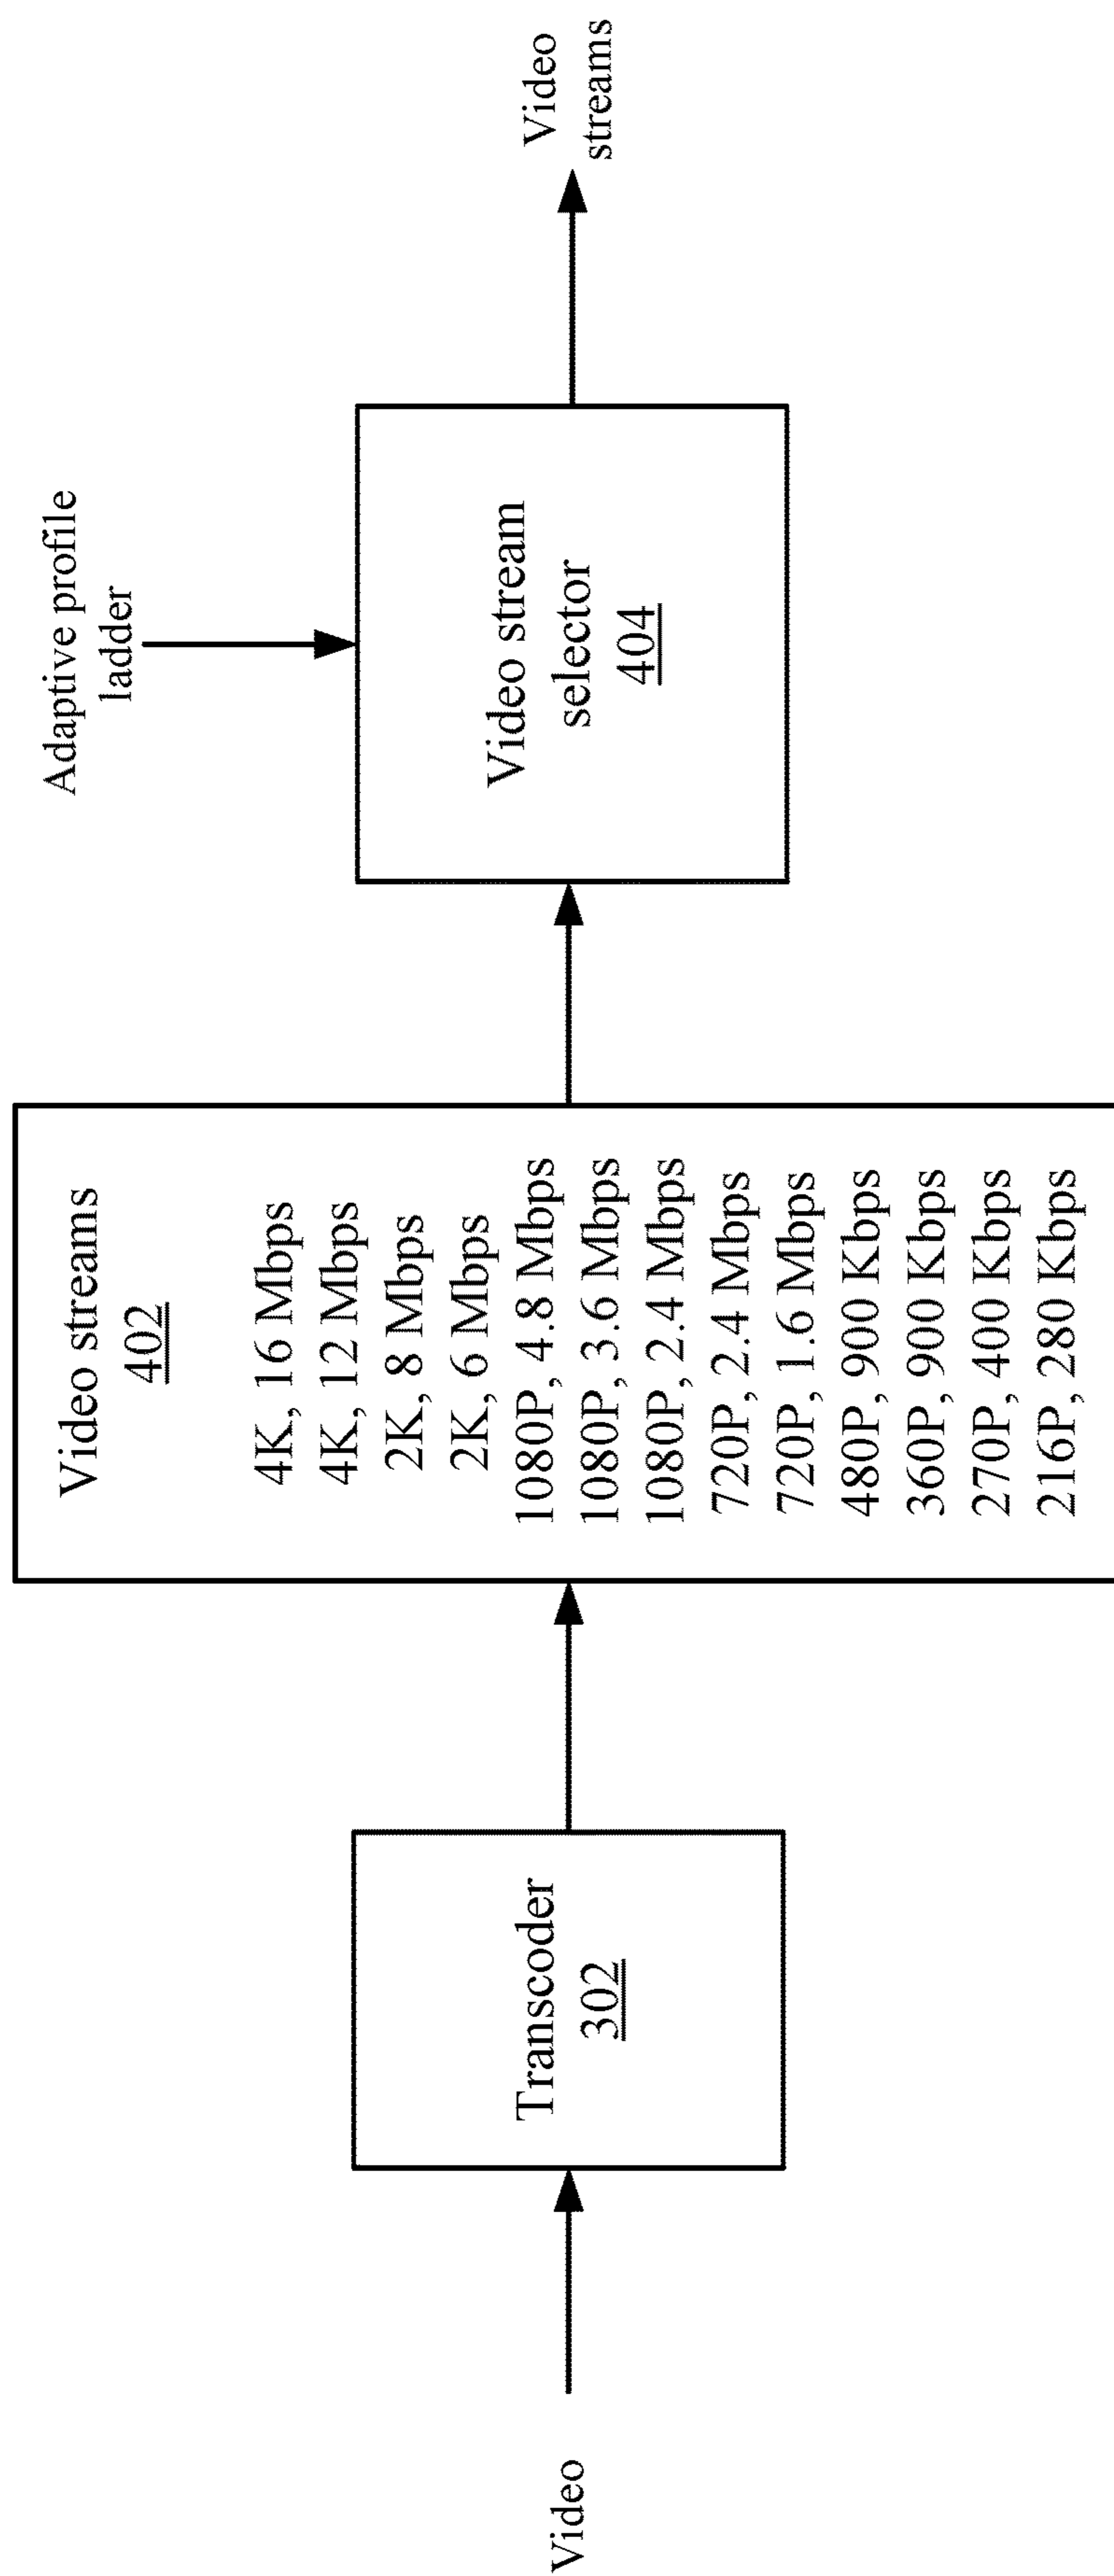 Video
Transcoder
302
Video streams
402
4K, 16 Mbps
4K, 12 Mbps
2K, 8 Mbps
2K, 6 Mbps
1080P, 4.8 Mbps
1080P, 3.6 Mbps
1080P, 2.4 Mbps
720P, 2.4 Mbps
720P, 1.6 Mbps
480P, 900 Kbps
360P, 900 Kbps
270P, 400 Kbps
216P, 280 Kbps
Adaptive profile
ladder
Video stream
selector
404
Video
streams